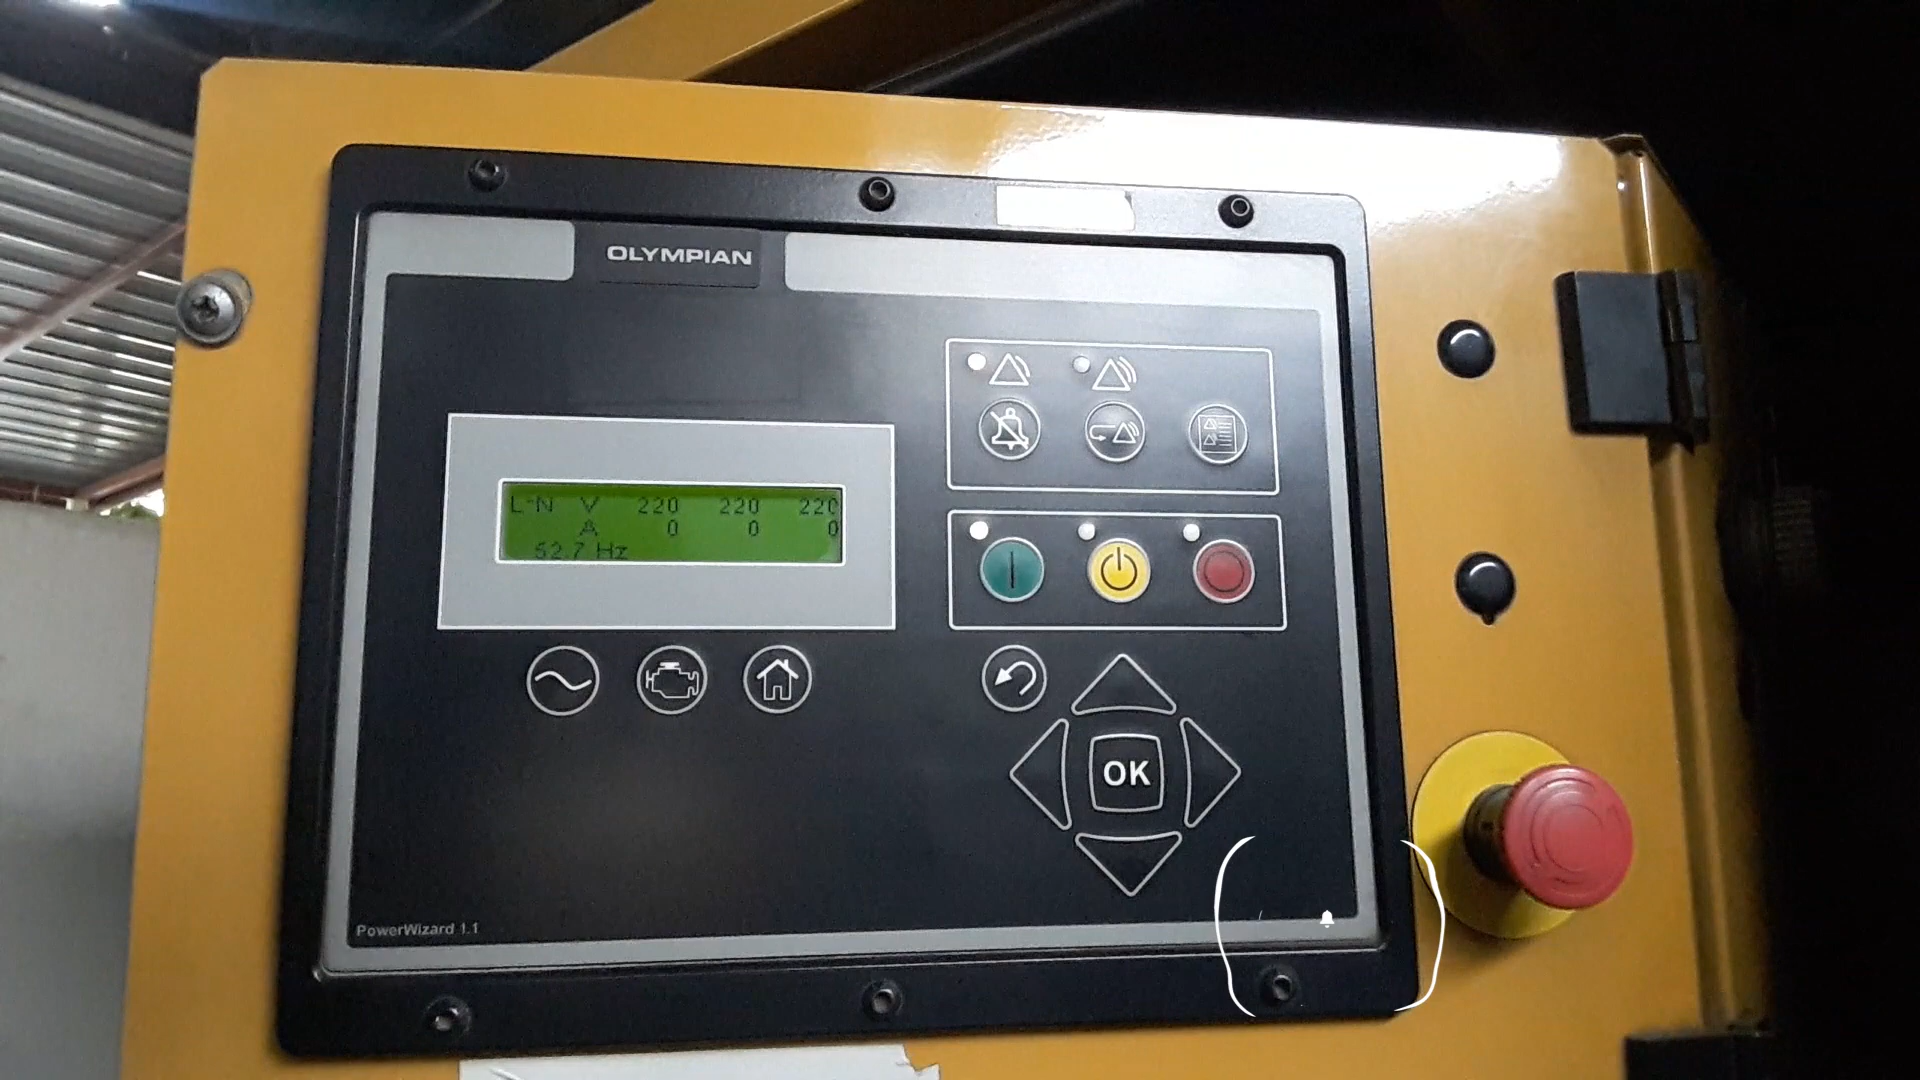 OLYMPIAN
L-N V 220 220 220
A 0 0 0
52.7 Hz
OK
PowerWizard 1.1